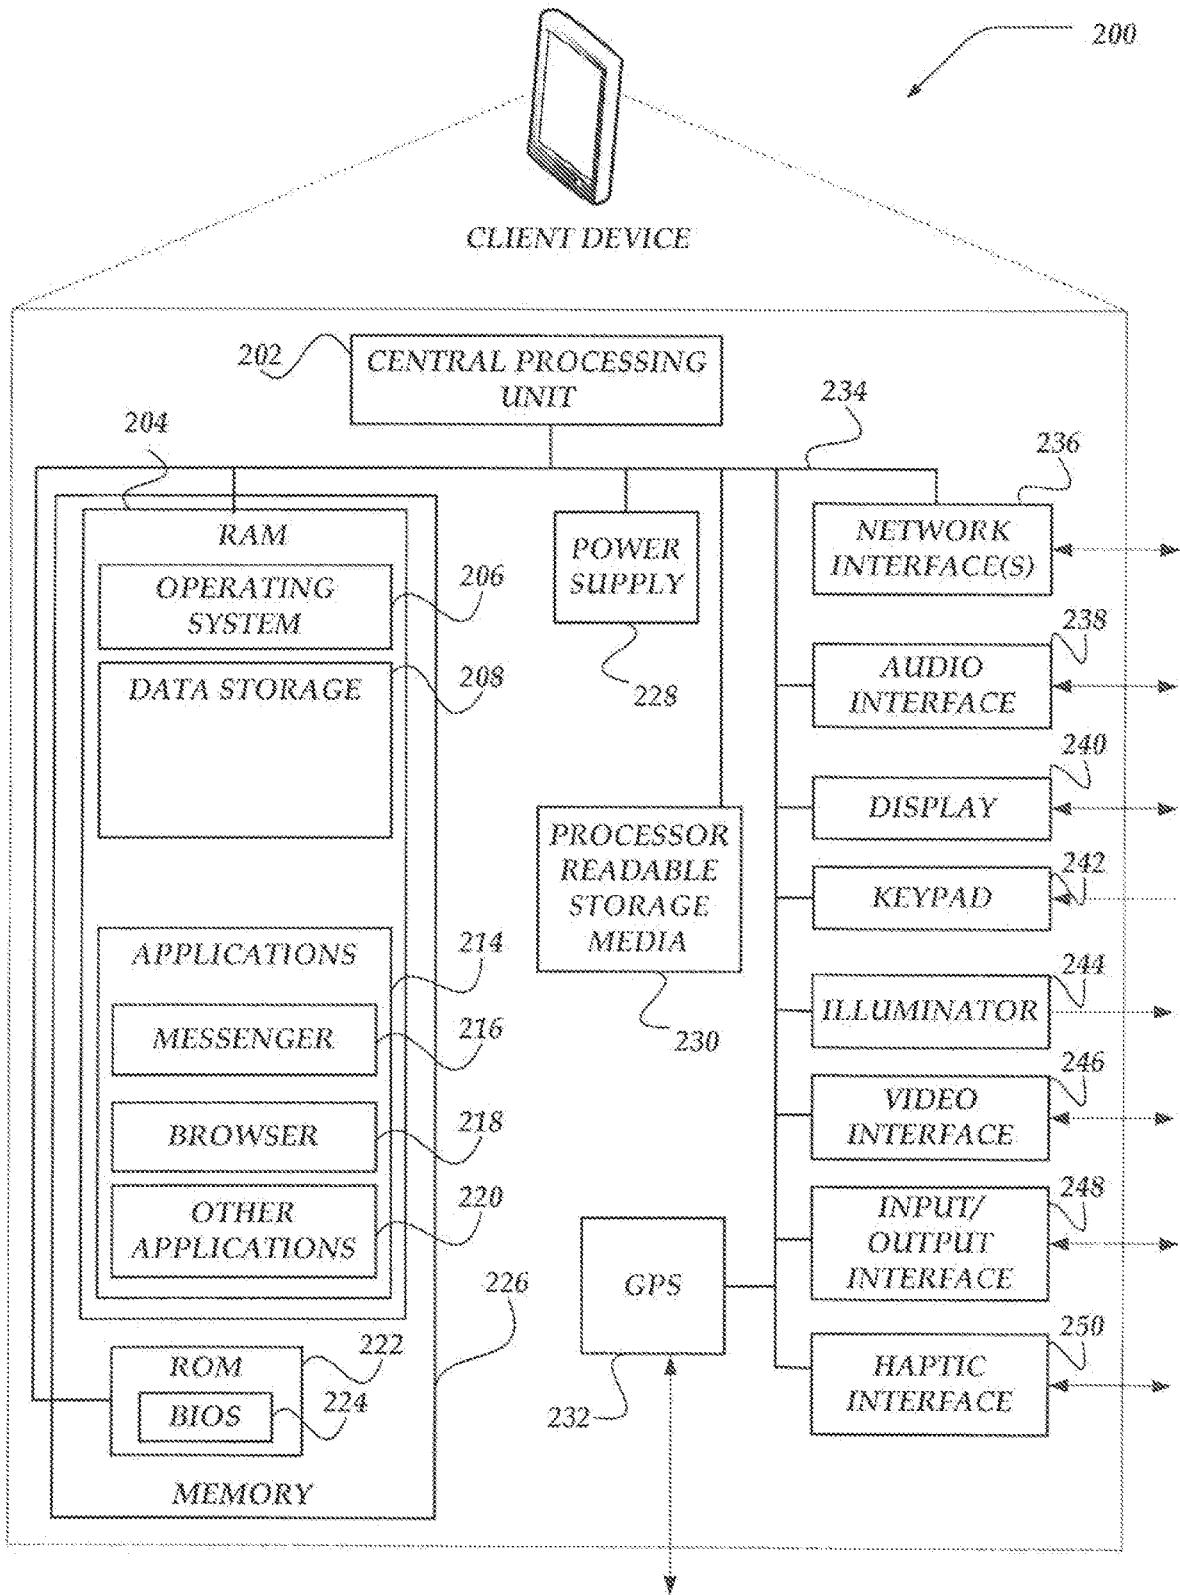 200
CLIENT DEVICE
202
CENTRAL PROCESSING
UNIT
204
234
236
RAM
OPERATING
SYSTEM
206
DATA STORAGE
208
POWER
SUPPLY
228
NETWORK
INTERFACE(S)
238
AUDIO
INTERFACE
240
DISPLAY
PROCESSOR
READABLE
STORAGE
MEDIA
230
242
KEYPAD
APPLICATIONS
214
MESSENGER
216
BROWSER
218
OTHER
APPLICATIONS
220
244
ILLUMINATOR
246
VIDEO
INTERFACE
248
INPUT/
OUTPUT
INTERFACE
GPS
232
226
ROM
222
BIOS
224
MEMORY
250
HAPTIC
INTERFACE